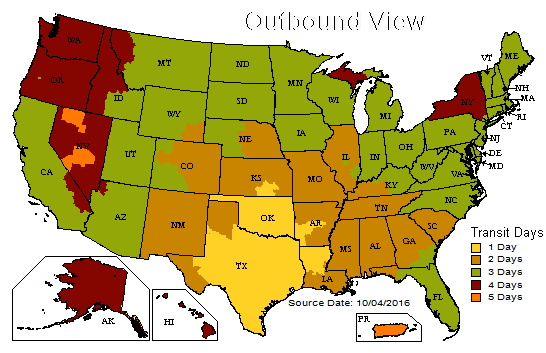 Outbound View
WA
MT
ND
MN
VT
ME
OR
ID
SD
WI
MI
NY
NH
MA
RI
CT
WY
IA
PA
NJ
NE
NV
UT
CO
IL
IN
OH
DE
MD
WV
VA
CA
KS
MO
KY
NC
AZ
NM
OK
AR
TN
SC
MS
AL
GA
TX
LA
FL
AK
HI
PR
Transit Days
1 Day
2 Days
3 Days
4 Days
5 Days
Source Date: 10/04/2016